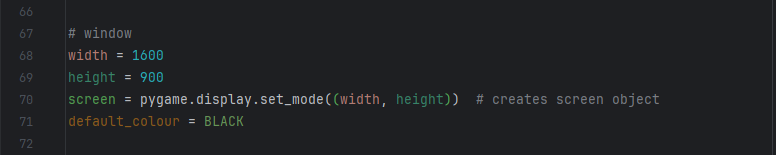 66
67 # window
68 width = 1600
69 height = 900
70 screen = pygame.display.set_mode((width, height))  # creates screen object
71 default_colour = BLACK
72